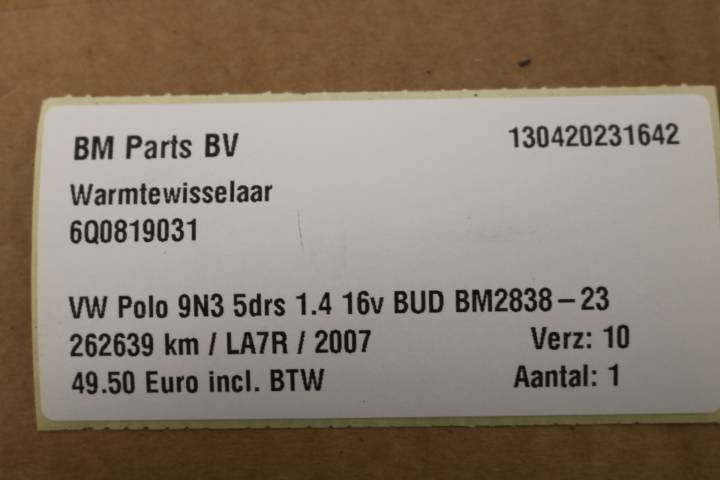 BM Parts BV 130420231642
Warmtewisselaar
6Q0819031
VW Polo 9N3 5drs 1.4 16v BUD BM2838-23
262639 km / LA7R / 2007 Verz: 10
49.50 Euro incl. BTW Aantal: 1